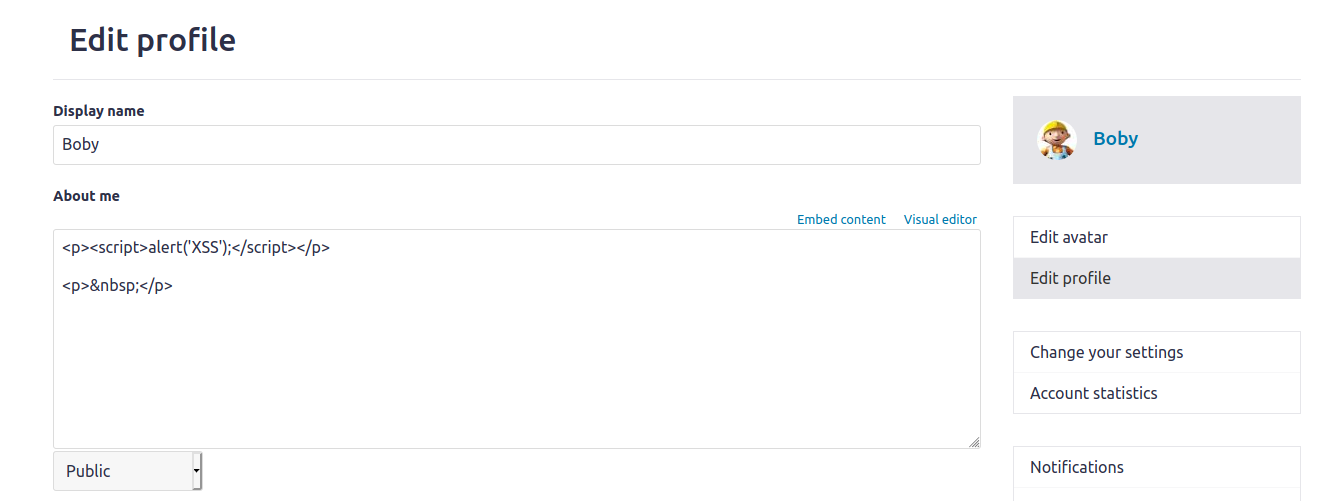 Edit profile
Display name
Boby
About me
Embed content Visual editor
<p><script>alert('XSS');</script></p>
<p>&nbsp;</p>
Public
Boby
Edit avatar
Edit profile
Change your settings
Account statistics
Notifications